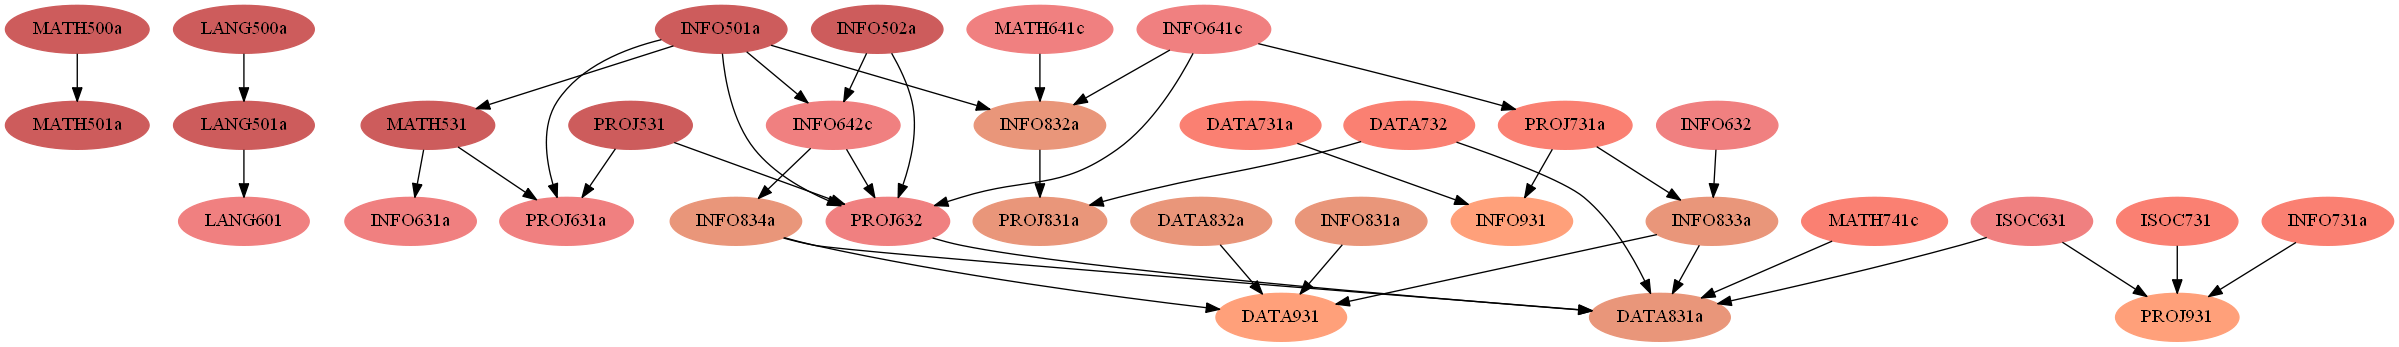 MATH500a
LANG500a
INFO501a
INFO502a
MATH641c
INFO641c
MATH501a
LANG501a
MATH531
PROJ531
INFO642c
INFO832a
DATA731a
DATA732
PROJ731a
INFO632
LANG601
INFO631a
PROJ631a
INFO834a
PROJ632
PROJ831a
DATA832a
INFO831a
INFO931
INFO833a
MATH741c
ISOC631
ISOC731
INFO731a
DATA931
DATA831a
PROJ931